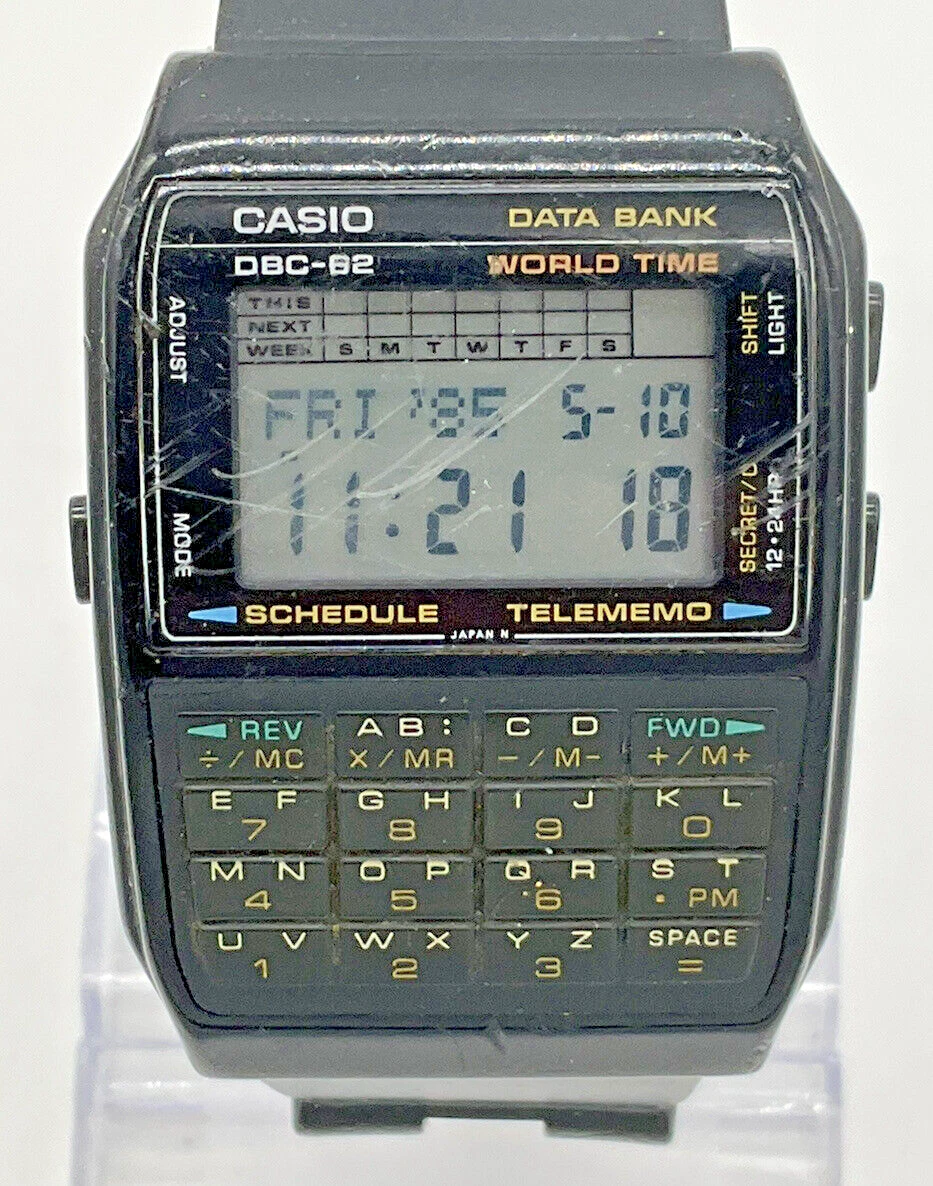 CASIO DATA BANK
DBC-62 WORLD TIME
ADJUST
SHIFT
LIGHT
THIS
NEXT
WEEK S M T W T F S
FRI '85 5-10
11:21 18
MODE
12•24HR
SCHEDULE TELEMEMO
JAPAN N
REV A B : C D FWD
÷/MC X/MR -/M- +/M+
E F G H I J K L
7 8 9 0
M N O P Q R S T
4 5 6 • PM
U V W X Y Z SPACE
1 2 3 =